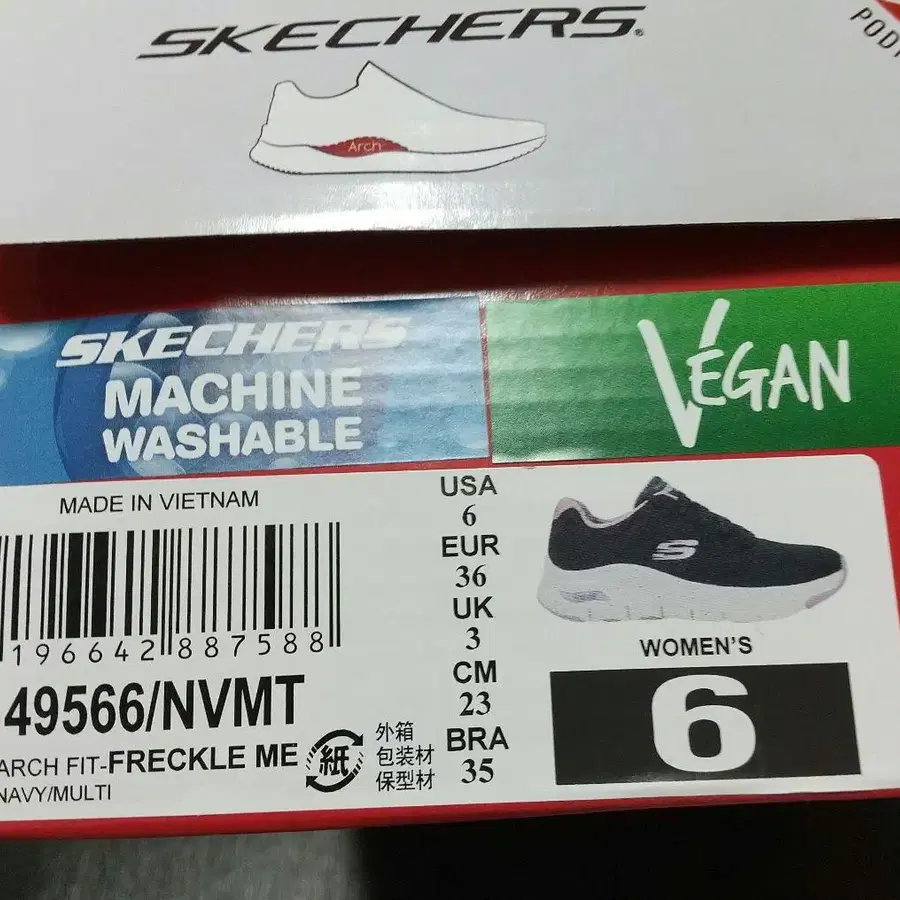 SKECHERS
Arch
SKECHERS
MACHINE
WASHABLE
VEGAN
MADE IN VIETNAM
196642 887588
49566/NVMT
ARCH FIT-FRECKLE ME
NAVY/MULTI
紙
外箱
包装材
保型材
USA
6
EUR
36
UK
3
CM
23
BRA
35
WOMEN'S
6